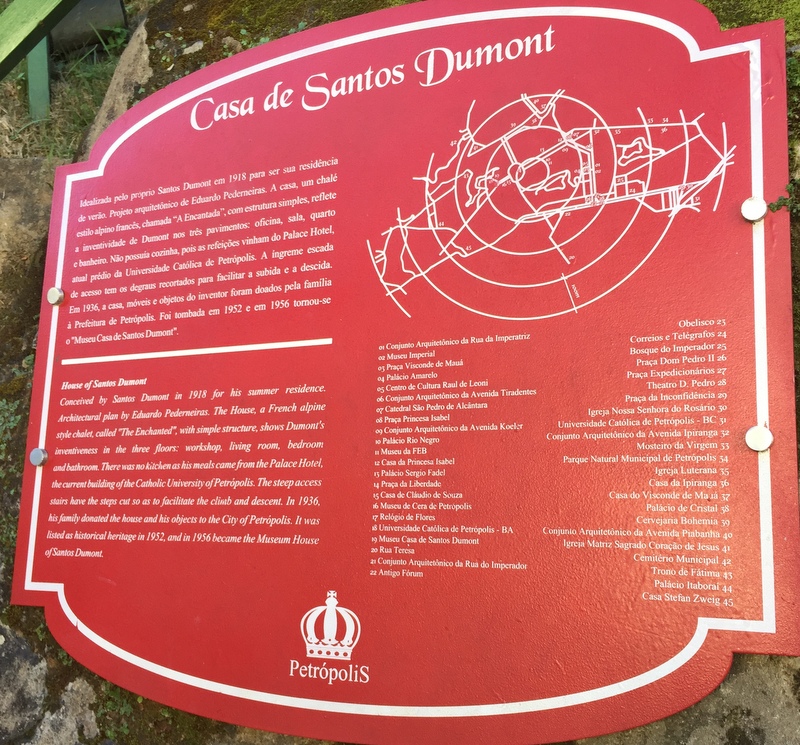 Casa de Santos Dumont
Idealizada pelo proprio Santos Dumont em 1918 para ser sua residência
de verão. Projeto arquitetônico de Eduardo Pederneiras. A casa, um chalé
estilo alpino francês, chamada "A Encantada", com estrutura simples, reflete
a inventividade de Dumont nos três pavimentos: oficina, sala, quarto
e banheiro. Não possuía cozinha, pois as refeições vinham do Palace Hotel,
atual prédio da Universidade Católica de Petrópolis. A íngreme escada
de acesso tem os degraus recortados para facilitar a subida e a descida.
Em 1936, a casa, móveis e objetos do inventor foram doados pela família
à Prefeitura de Petrópolis. Foi tombada em 1952 e em 1956 tornou-se
o "Museu Casa de Santos Dumont".
House of Santos Dumont
Conceived by Santos Dumont in 1918 for his summer residence.
Architectural plan by Eduardo Pederneiras. The House, a French alpine
style chalet, called "The Enchanted", with simple structure, shows Dumont's
inventiveness in the three floors: workshop, living room, bedroom
and bathroom. There was no kitchen as his meals came from the Palace Hotel,
the current building of the Catholic University of Petrópolis. The steep access
stairs have the steps cut so as to facilitate the climb and descent. In 1936,
his family donated the house and his objects to the City of Petrópolis. It was
listed as historical heritage in 1952, and in 1956 became the Museum House
of Santos Dumont.
01 Conjunto Arquitetônico da Rua da Imperatriz
02 Museu Imperial
03 Praça Visconde de Mauá
04 Palácio Amarelo
05 Centro de Cultura Raul de Leoni
06 Conjunto Arquitetônico da Avenida Tiradentes
07 Catedral São Pedro de Alcântara
08 Praça Princesa Isabel
09 Conjunto Arquitetônico da Avenida Koeler
10 Palácio Rio Negro
11 Museu da FEB
12 Casa da Princesa Isabel
13 Palácio Sergio Fadel
14 Praça da Liberdade
15 Casa de Cláudio de Souza
16 Museu da Cera de Petrópolis
17 Relógio de Flores
18 Universidade Católica de Petrópolis - BA
19 Museu Casa de Santos Dumont
20 Rua Teresa
21 Conjunto Arquitetônico da Rua do Imperador
22 Antigo Fórum
Obelisco 23
Correios e Telégrafos 24
Bosque do Imperador 25
Praça Dom Pedro II 26
Praça Expedicionários 27
Theatro D. Pedro 28
Praça da Inconfidência 29
Igreja Nossa Senhora do Rosário 30
Universidade Católica de Petrópolis - BC 31
Conjunto Arquitetônico da Avenida Ipiranga 32
Mosteiro da Virgem 33
Parque Natural Municipal de Petrópolis 34
Igreja Luterana 35
Casa da Ipiranga 36
Casa do Visconde de Mauá 37
Palácio de Cristal 38
Cervejaria Bohemia 39
Conjunto Arquitetônico da Avenida Piabanha 40
Igreja Matriz Sagrado Coração de Jesus 41
Cemitério Municipal 42
Trono de Fátima 43
Palácio Itaboraí 44
Casa Stefan Zweig 45
PetrópoliS